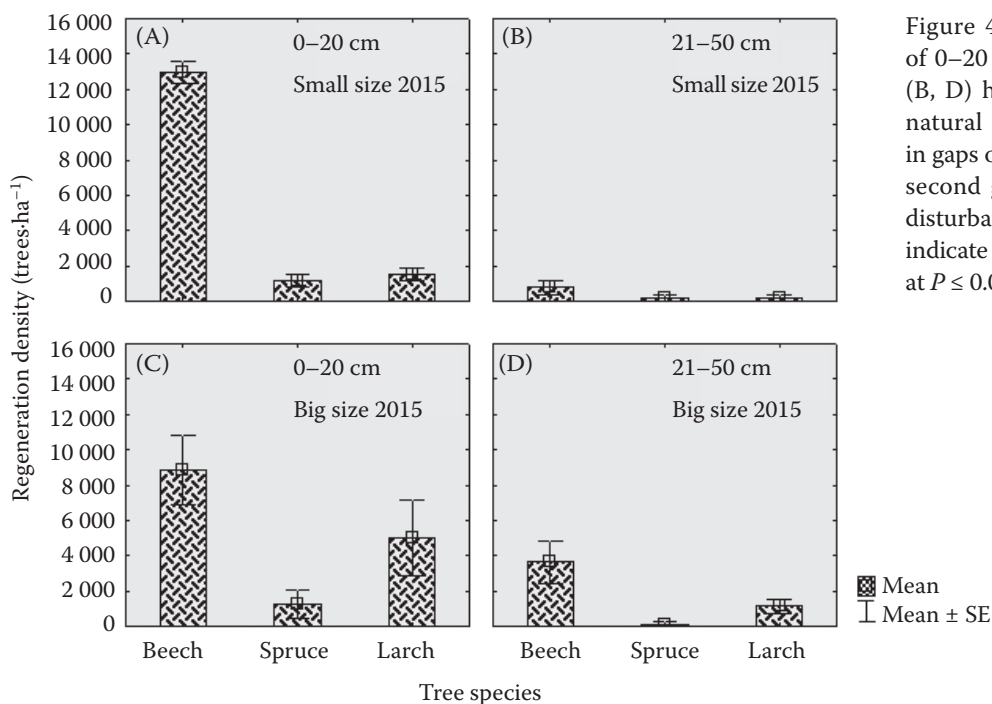 (A)
0–20 cm
Small size 2015
(B)
21–50 cm
Small size 2015
16 000
14 000
12 000
10 000
8 000
6 000
4 000
2 000
0
(C)
0–20 cm
Big size 2015
(D)
21–50 cm
Big size 2015
16 000
14 000
12 000
10 000
8 000
6 000
4 000
2 000
0
Regeneration density (trees·ha⁻¹)
Beech Spruce Larch
Beech Spruce Larch
Tree species
Mean
Mean ± SE
Figure 4
of 0–20
(B, D) h
natural
in gaps o
second g
disturba
indicate
at P ≤ 0.0